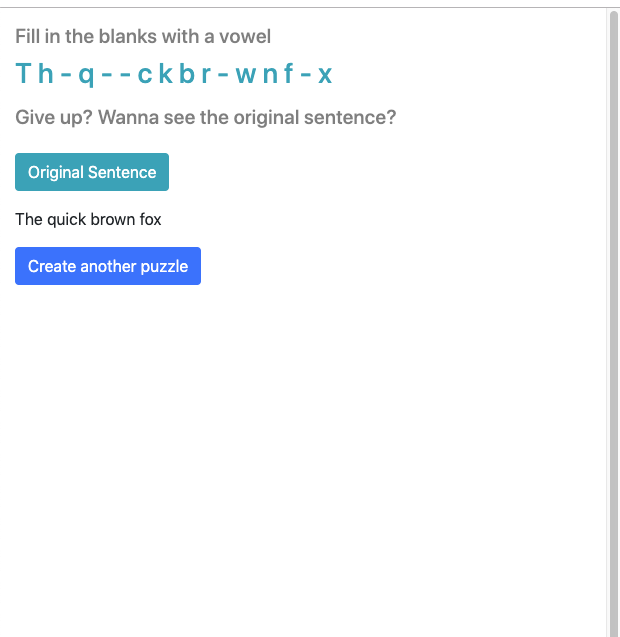 Fill in the blanks with a vowel
T h - q - - c k b r - w n f - x
Give up? Wanna see the original sentence?
Original Sentence
The quick brown fox
Create another puzzle